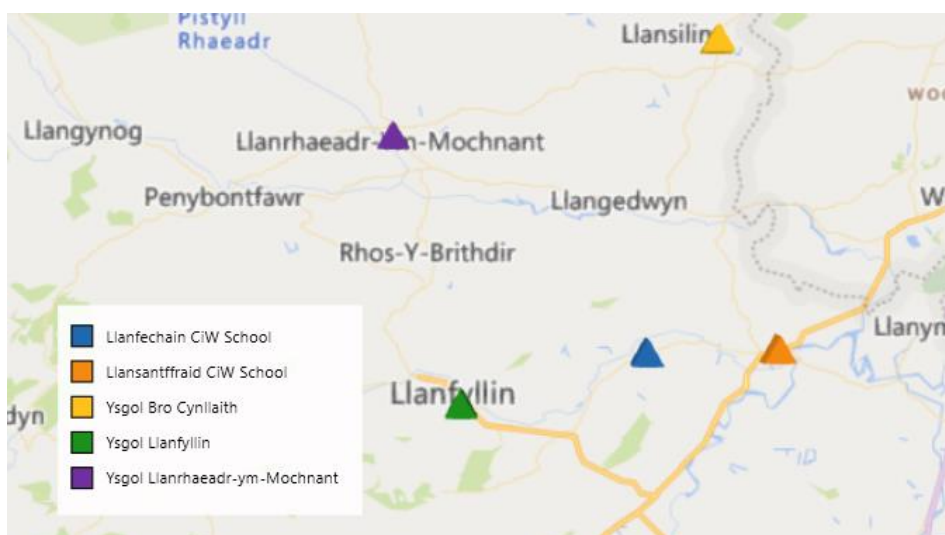 Pistyll
Rhaeadr
Llansilin
Llangynog
Llanrhaeadr-Ym-Mochnant
Penybontfawr
Llangedwyn
Rhos-Y-Brithdir
Llanfyllin
Llanfechain CiW School
Llansantffraid CiW School
Ysgol Bro Cynllaith
Ysgol Llanfyllin
Ysgol Llanrhaeadr-ym-Mochnant